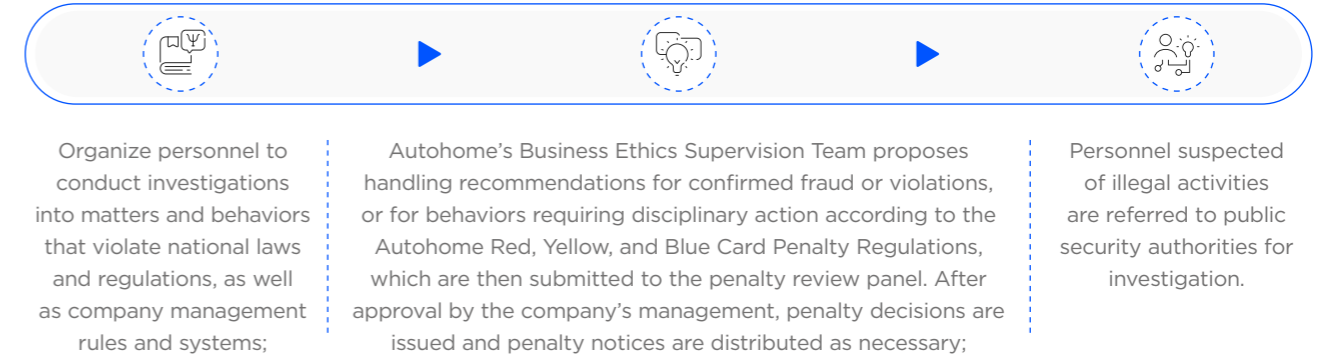 Organize personnel to
conduct investigations
into matters and behaviors
that violate national laws
and regulations, as well
as company management
rules and systems;
Autohome's Business Ethics Supervision Team proposes
handling recommendations for confirmed fraud or violations,
or for behaviors requiring disciplinary action according to the
Autohome Red, Yellow, and Blue Card Penalty Regulations,
which are then submitted to the penalty review panel. After
approval by the company's management, penalty decisions are
issued and penalty notices are distributed as necessary;
Personnel suspected
of illegal activities
are referred to public
security authorities for
investigation.